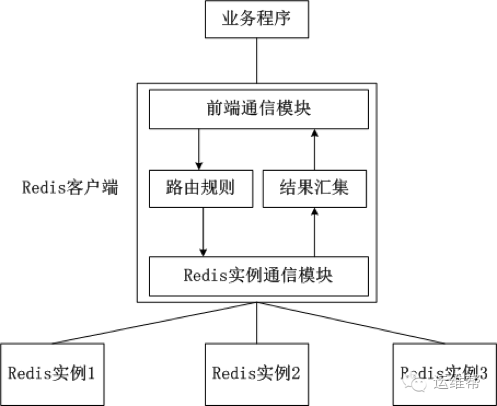 业务程序
前端通信模块
Redis客户端
路由规则
结果汇集
Redis实例通信模块
Redis实例1
Redis实例2
Redis实例3
运维帮